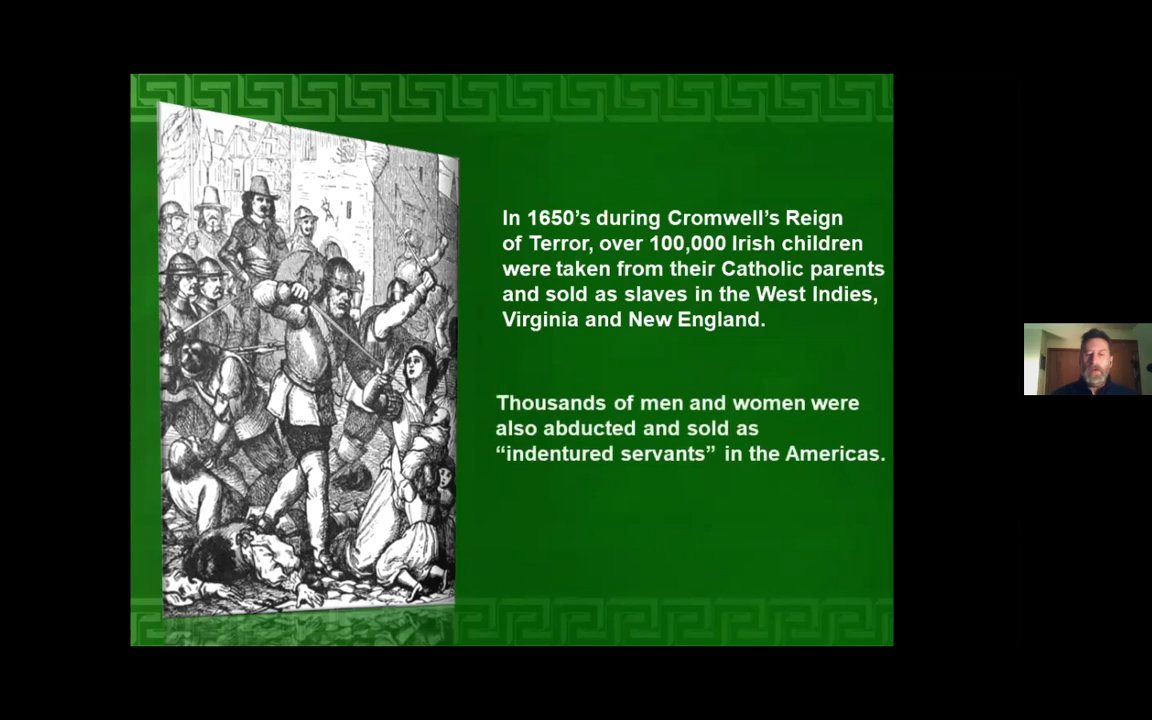 In 1650's during Cromwell's Reign
of Terror, over 100,000 Irish children
were taken from their Catholic parents
and sold as slaves in the West Indies,
Virginia and New England.
Thousands of men and women were
also abducted and sold as
“indentured servants” in the Americas.